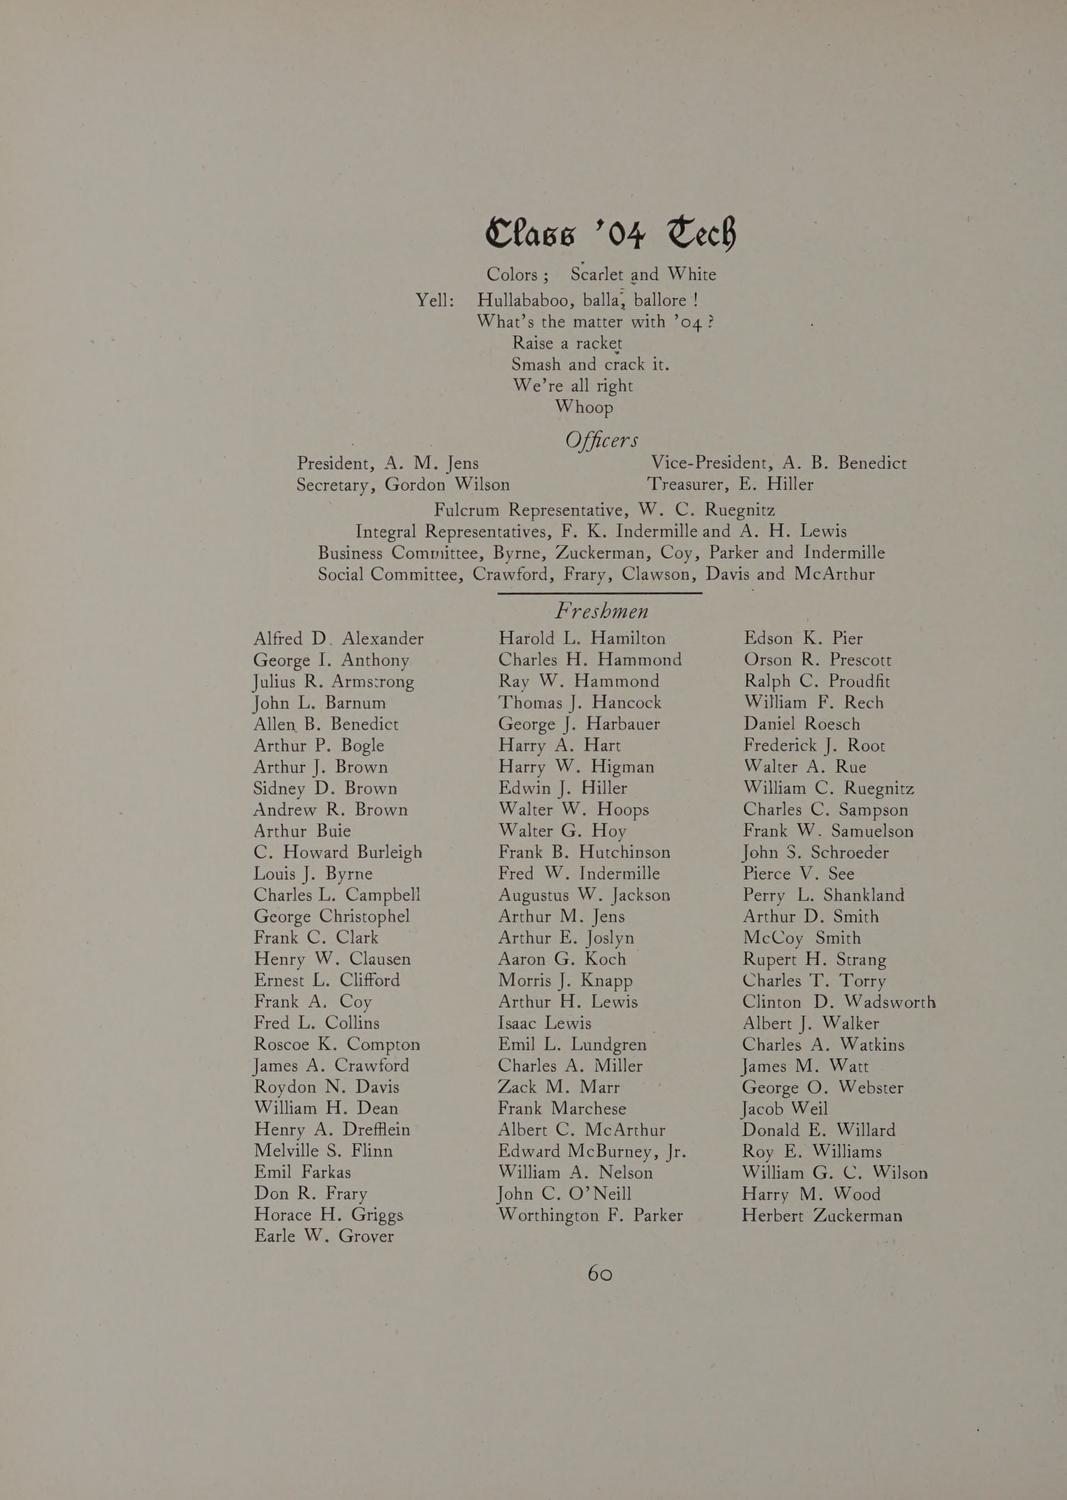 Class ’04 Tech
Colors; Scarlet and White
Yell: Hullababoo, balla, ballore!
What’s the matter with ’04?
Raise a racket
Smash and crack it.
We’re all right
Whoop
Officers
President, A. M. Jens Vice-President, A. B. Benedict
Secretary, Gordon Wilson Treasurer, E. Hiller
Fulcrum Representative, W. C. Ruegnitz
Integral Representatives, F. K. Indermille and A. H. Lewis
Business Committee, Byrne, Zuckerman, Coy, Parker and Indermille
Social Committee, Crawford, Frary, Clawson, Davis and McArthur
Freshmen
Alfred D. Alexander
George I. Anthony
Julius R. Armstrong
John L. Barnum
Allen B. Benedict
Arthur P. Bogle
Arthur J. Brown
Sidney D. Brown
Andrew R. Brown
Arthur Buie
C. Howard Burleigh
Louis J. Byrne
Charles L. Campbell
George Christophel
Frank C. Clark
Henry W. Clausen
Ernest L. Clifford
Frank A. Coy
Fred L. Collins
Roscoe K. Compton
James A. Crawford
Roydon N. Davis
William H. Dean
Henry A. Drefflein
Melville S. Flinn
Emil Farkas
Don R. Frary
Horace H. Griggs
Earle W. Grover
Harold L. Hamilton
Charles H. Hammond
Ray W. Hammond
Thomas J. Hancock
George J. Harbauer
Harry A. Hart
Harry W. Higman
Edwin J. Hiller
Walter W. Hoops
Walter G. Hoy
Frank B. Hutchinson
Fred W. Indermille
Augustus W. Jackson
Arthur M. Jens
Arthur E. Joslyn
Aaron G. Koch
Morris J. Knapp
Arthur H. Lewis
Isaac Lewis
Emil L. Lundgren
Charles A. Miller
Zack M. Marr
Frank Marchese
Albert C. McArthur
Edward McBurney, Jr.
William A. Nelson
John C. O’Neill
Worthington F. Parker
Edson K. Pier
Orson R. Prescott
Ralph C. Proudfit
William F. Rech
Daniel Roesch
Frederick J. Root
Walter A. Rue
William C. Ruegnitz
Charles C. Sampson
Frank W. Samuelson
John S. Schroeder
Pierce V. See
Perry L. Shankland
Arthur D. Smith
McCoy Smith
Rupert H. Strang
Charles T. Torry
Clinton D. Wadsworth
Albert J. Walker
Charles A. Watkins
James M. Watt
George O. Webster
Jacob Weil
Donald E. Willard
Roy E. Williams
William G. C. Wilson
Harry M. Wood
Herbert Zuckerman
60